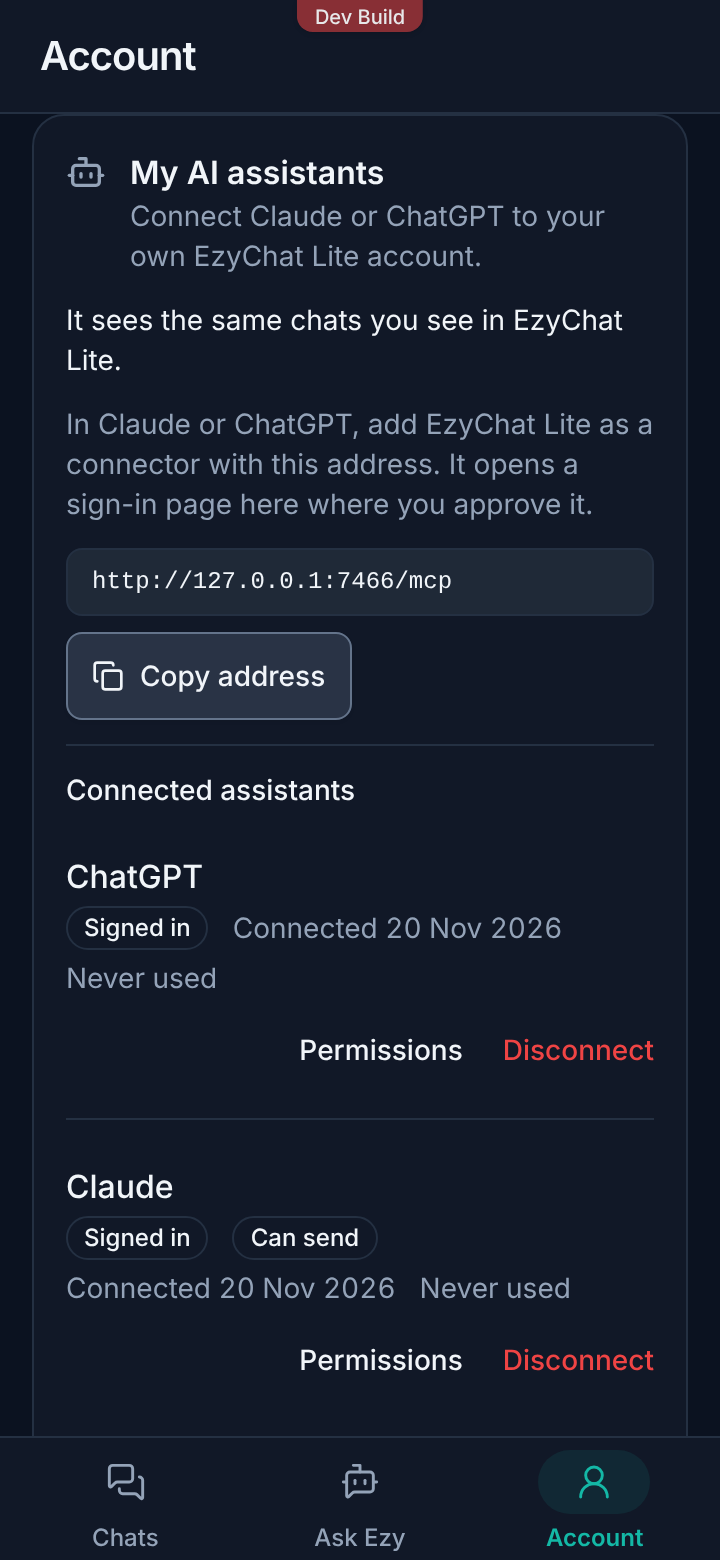 Dev Build
Account
My AI assistants
Connect Claude or ChatGPT to your
own EzyChat Lite account.
It sees the same chats you see in EzyChat
Lite.
In Claude or ChatGPT, add EzyChat Lite as a
connector with this address. It opens a
sign-in page here where you approve it.
http://127.0.0.1:7466/mcp
Copy address
Connected assistants
ChatGPT
Signed in Connected 20 Nov 2026
Never used
Permissions Disconnect
Claude
Signed in Can send
Connected 20 Nov 2026 Never used
Permissions Disconnect
Chats Ask Ezy Account